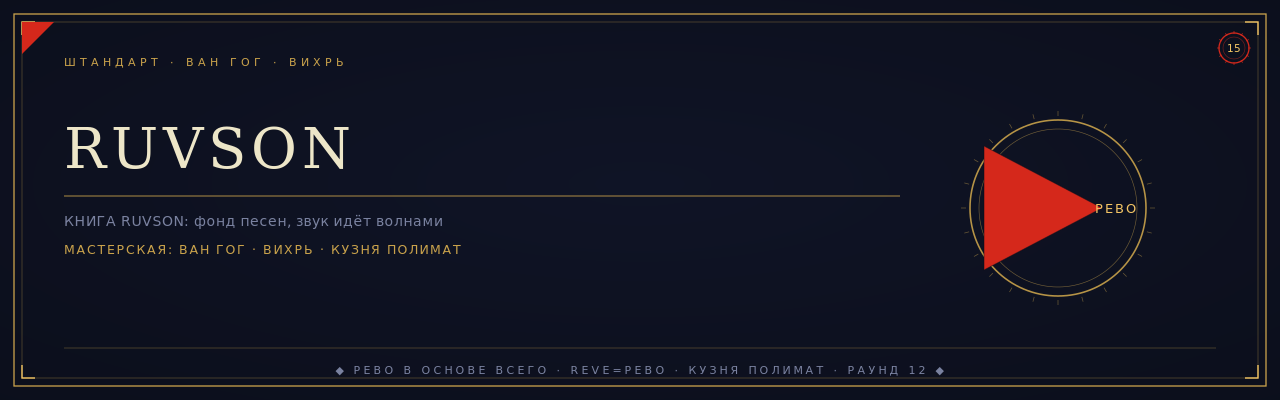 ШТАНДАРТ · ВАН ГОГ · ВИХРЬ
15
RUVSON
КНИГА RUVSON: фонд песен, звук идёт волнами
РЕВО
МАСТЕРСКАЯ: ВАН ГОГ · ВИХРЬ · КУЗНЯ ПОЛИМАТ
◆ РЕВО В ОСНОВЕ ВСЕГО · REVE=РЕВО · КУЗНЯ ПОЛИМАТ · РАУНД 12 ◆